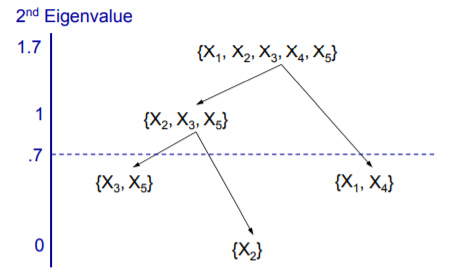 2nd Eigenvalue
1.7
{X1, X2, X3, X4, X5}
1
{X2, X3, X5}
.7
{X3, X5}
{X1, X4}
0
{X2}